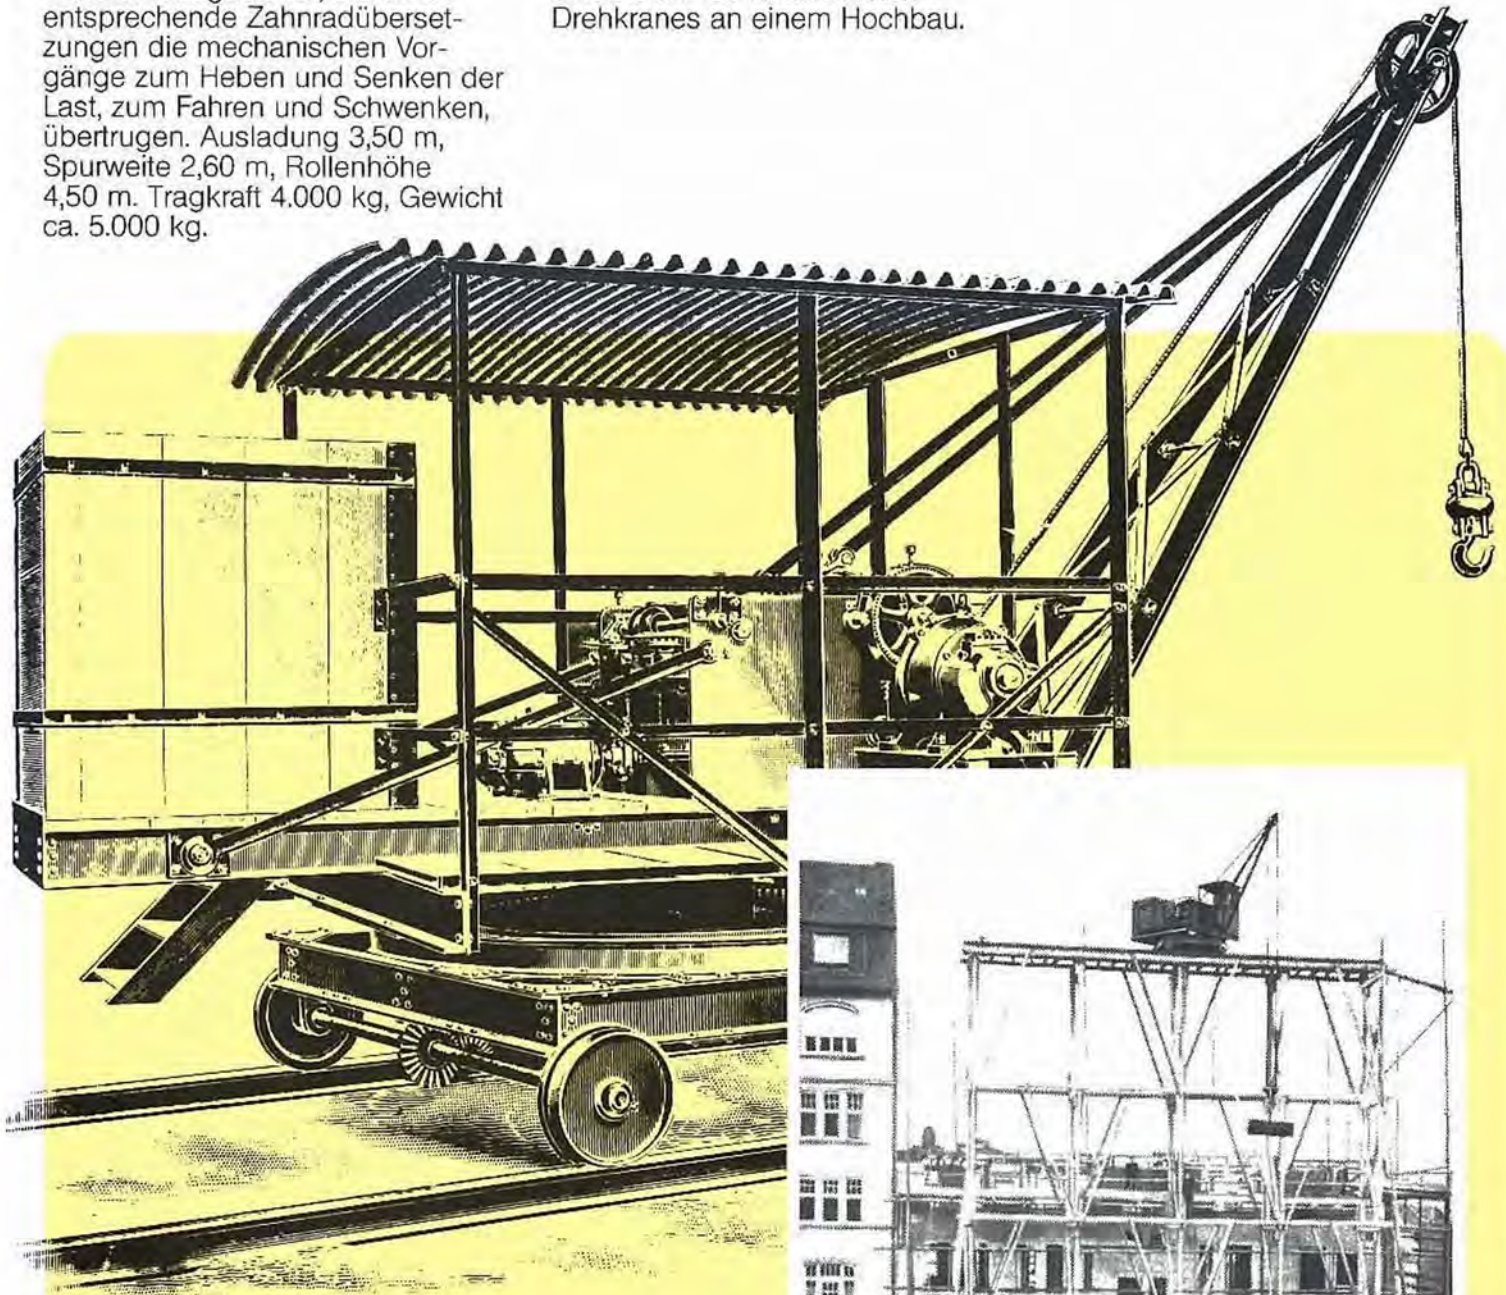 entsprechende Zahnradüberset-
zungen die mechanischen Vor-
gänge zum Heben und Senken der
Last, zum Fahren und Schwenken,
übertrugen. Ausladung 3,50 m,
Spurweite 2,60 m, Rollenhöhe
4,50 m. Tragkraft 4.000 kg, Gewicht
ca. 5.000 kg.
Drehkranes an einem Hochbau.